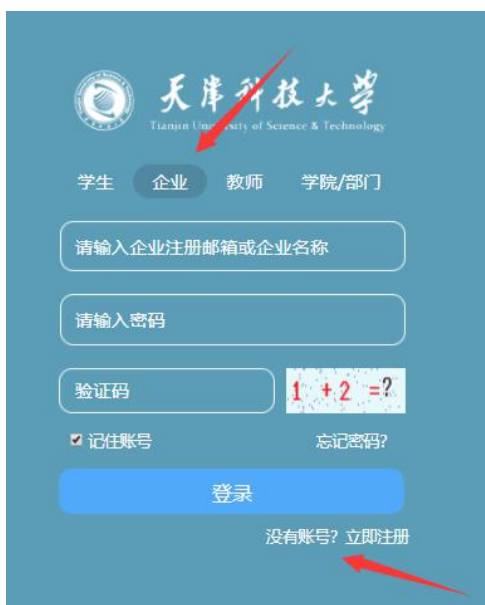 天津科技大学
Tianjin University of Science & Technology
学生 企业 教师 学院/部门
请输入企业注册邮箱或企业名称
请输入密码
验证码 1 +2 =?
记住账号 忘记密码?
登录
没有账号? 立即注册